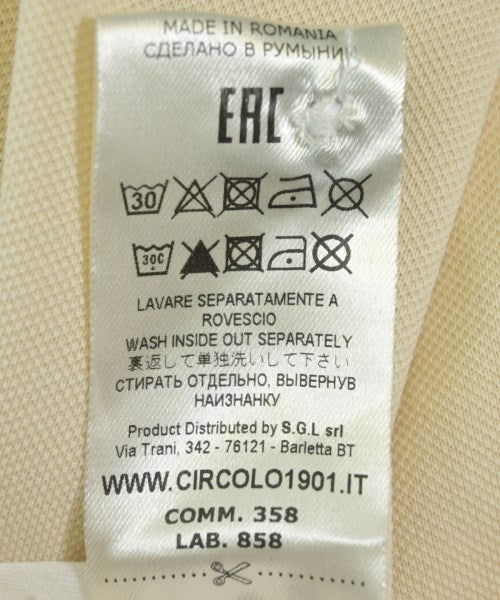 MADE IN ROMANIA
СДЕЛАНО В РУМЫНИИ
EAC
30
30C
LAVARE SEPARATAMENTE A
ROVESCIO
WASH INSIDE OUT SEPARATELY
裏返して単独洗いして下さい
СТИРАТЬ ОТДЕЛЬНО, ВЫВЕРНУВ
НАИЗНАНКУ
Product Distributed by S.G.L srl
Via Trani, 342 - 76121 - Barletta BT
WWW.CIRCOLO1901.IT
COMM. 358
LAB. 858